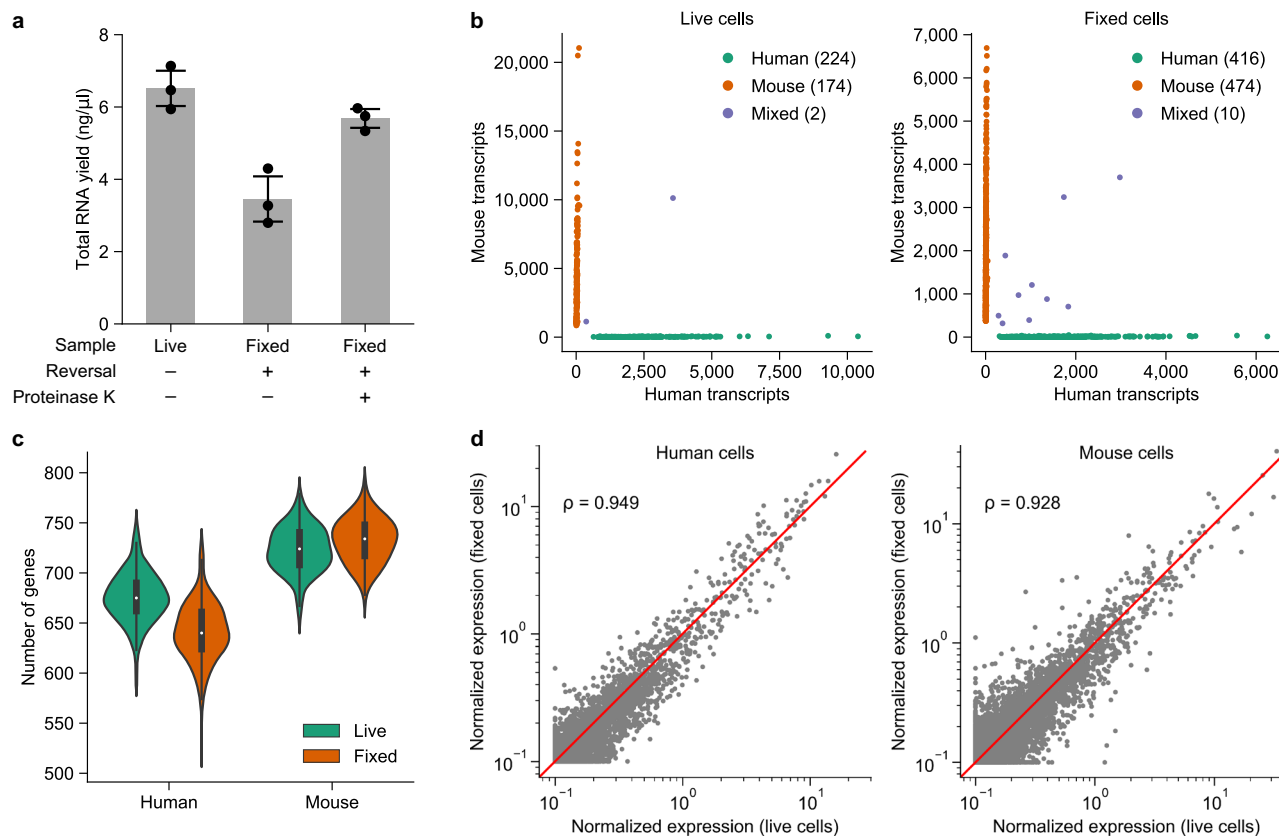 a
Total RNA yield (ng/µl)
8
6
4
2
0
Sample Live Fixed Fixed
Reversal – + +
Proteinase K – – +
b
Live cells
Mouse transcripts
20,000
15,000
10,000
5,000
0
Human (224)
Mouse (174)
Mixed (2)
0 2,500 5,000 7,500 10,000
Human transcripts
Fixed cells
Mouse transcripts
7,000
6,000
5,000
4,000
3,000
2,000
1,000
0
Human (416)
Mouse (474)
Mixed (10)
0 2,000 4,000 6,000
Human transcripts
c
Number of genes
800
750
700
650
600
550
500
Live
Fixed
Human Mouse
d
Human cells
Normalized expression (fixed cells)
10¹
10⁰
10⁻¹
ρ = 0.949
10⁻¹ 10⁰ 10¹
Normalized expression (live cells)
Mouse cells
Normalized expression (fixed cells)
10¹
10⁰
10⁻¹
ρ = 0.928
10⁻¹ 10⁰ 10¹
Normalized expression (live cells)